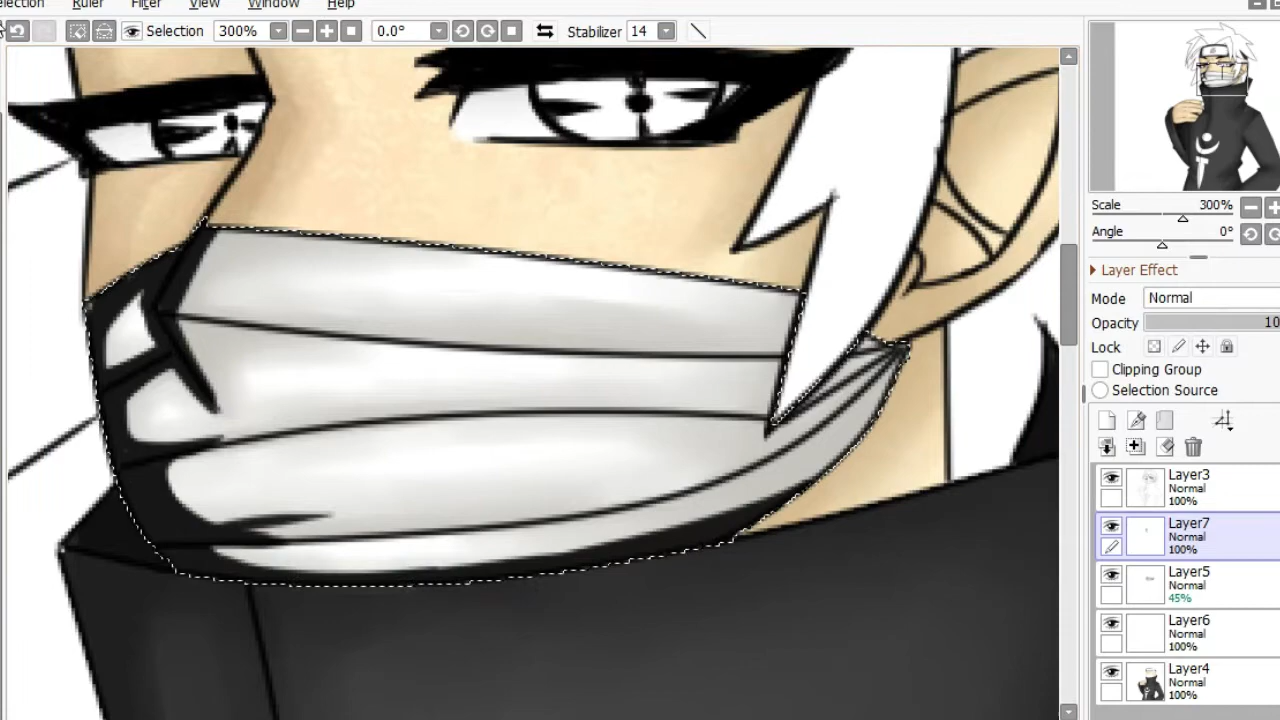 election Ruler Filter View Window Help
Selection 300% 0.0° Stabilizer 14
Scale 300%
Angle 0°
Layer Effect
Mode Normal
Opacity 10
Lock
Clipping Group
Selection Source
Layer3
Normal
100%
Layer7
Normal
100%
Layer5
Normal
45%
Layer6
Normal
100%
Layer4
Normal
100%